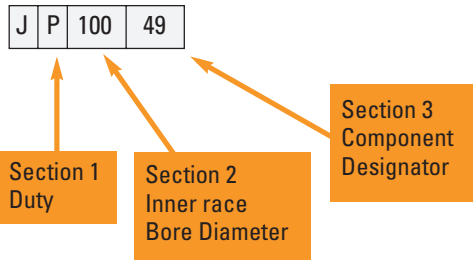 J P 100 49
Section 1
Duty
Section 2
Inner race
Bore Diameter
Section 3
Component
Designator